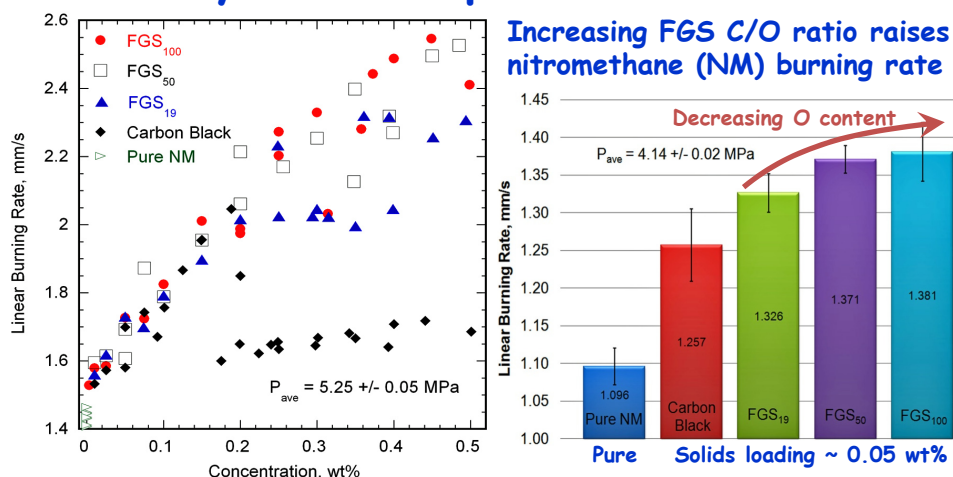 Increasing FGS C/O ratio raises
nitromethane (NM) burning rate
2.6
2.4
2.2
2
1.8
1.6
1.4
0
0.1
0.2
0.3
0.4
0.5
Linear Burning Rate, mm/s
Concentration, wt%
FGS100
FGS50
FGS19
Carbon Black
Pure NM
Pave = 5.25 +/- 0.05 MPa
1.45
1.40
1.35
1.30
1.25
1.20
1.15
1.10
1.05
1.00
Linear Burning Rate, mm/s
Decreasing O content
Pave = 4.14 +/- 0.02 MPa
1.096
1.257
1.326
1.371
1.381
Pure NM
Carbon
Black
FGS19
FGS50
FGS100
Pure
Solids loading ~ 0.05 wt%